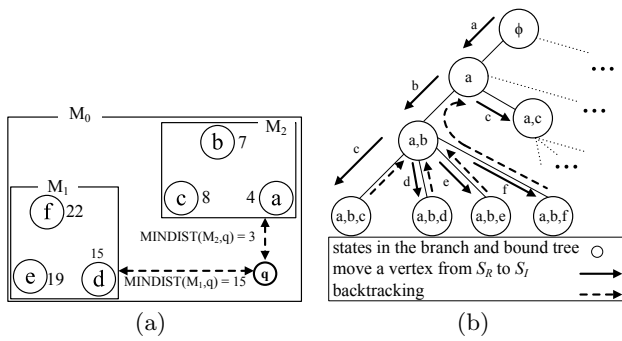 M0
M2
b 7
c 8
4 a
M1
f 22
15
e 19
d
MINDIST(M2,q) = 3
MINDIST(M1,q) = 15
q
(a)
ϕ
a
a
•••
b
c
a,c
•••
a,b
c
d
e
f
a,b,c
a,b,d
a,b,e
a,b,f
states in the branch and bound tree
move a vertex from SR to SI
backtracking
(b)